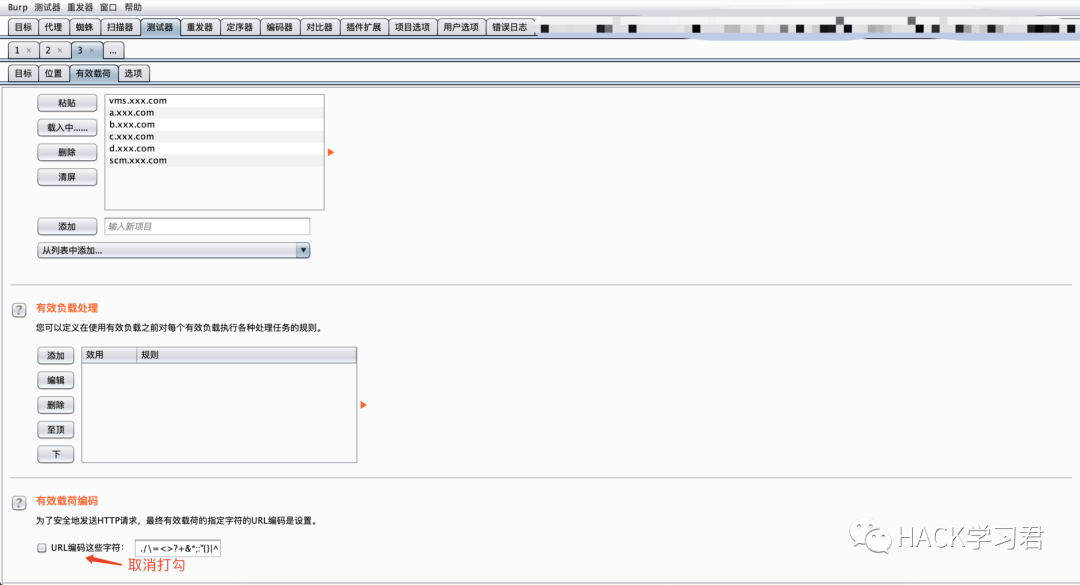 Burp 测试器 重发器 窗口 帮助
目标 代理 蜘蛛 扫描器 测试器 重发器 定序器 编码器 对比器 插件扩展 项目选项 用户选项 错误日志
1 × 2 × 3 × ...
目标 位置 有效载荷 选项
粘贴
载入中......
删除
清屏
vms.xxx.com
a.xxx.com
b.xxx.com
c.xxx.com
d.xxx.com
scm.xxx.com
添加 输入新项目
从列表中添加...
? 有效负载处理
您可以定义在使用有效负载之前对每个有效负载执行各种处理任务的规则。
添加
编辑
删除
至顶
下
效用 规则
? 有效载荷编码
为了安全地发送HTTP请求，最终有效载荷的指定字符的URL编码是设置。
URL编码这些字符: ./\=<>?+&*;:"{}|^
取消打勾
HACK学习君